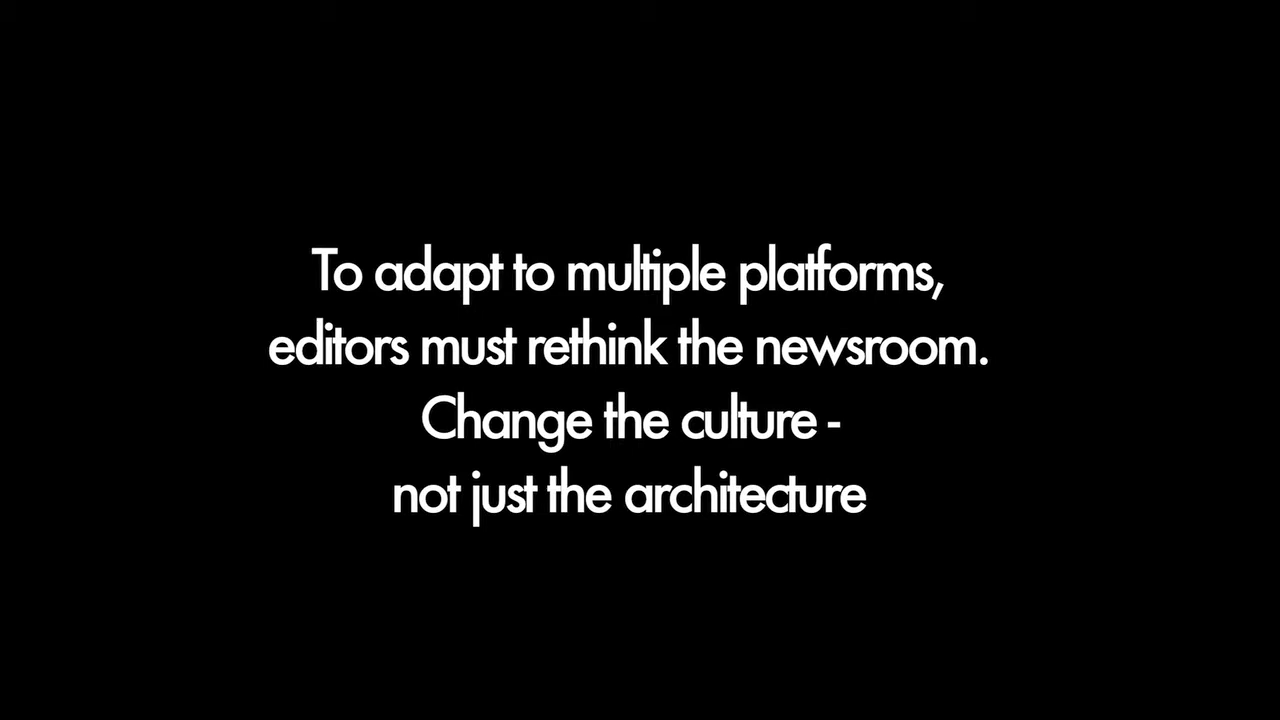 To adapt to multiple platforms,
editors must rethink the newsroom.
Change the culture -
not just the architecture